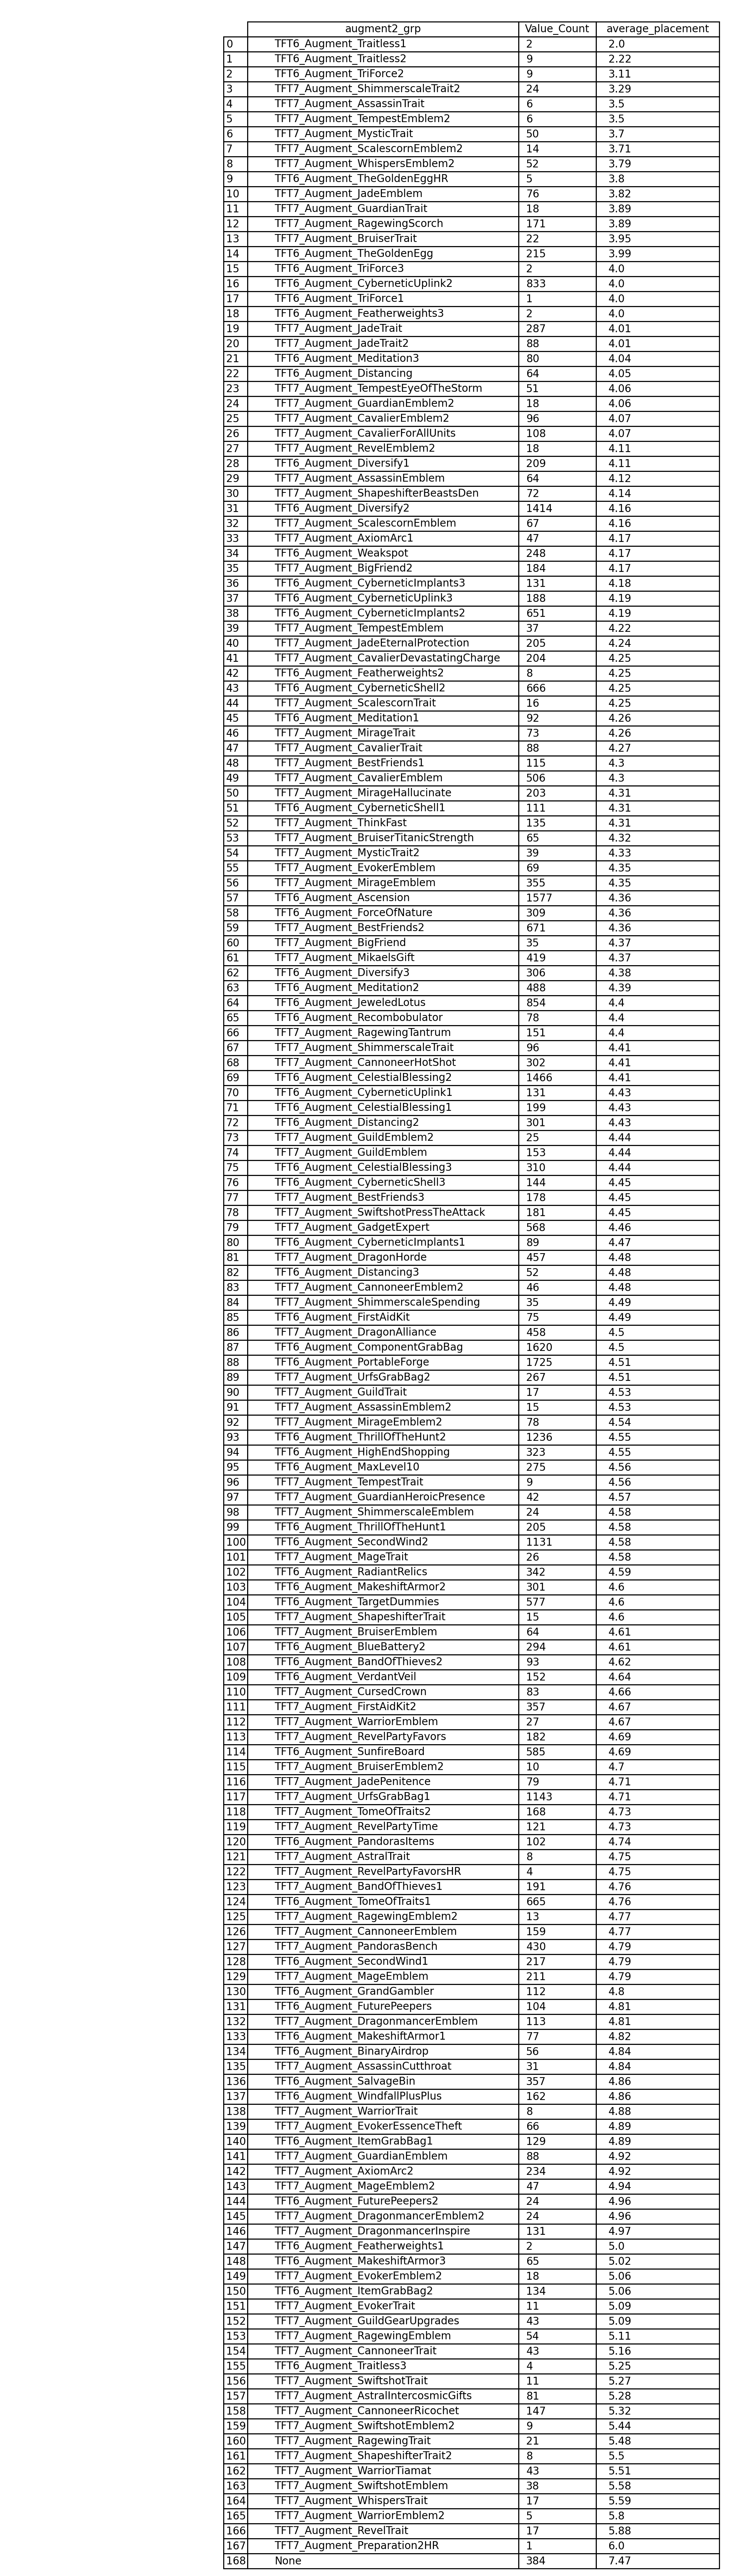 augment2_grp Value_Count average_placement
0 TFT6_Augment_Traitless1 2 2.0
1 TFT6_Augment_Traitless2 9 2.22
2 TFT6_Augment_TriForce2 9 3.11
3 TFT7_Augment_ShimmerscaleTrait2 24 3.29
4 TFT7_Augment_AssassinTrait 6 3.5
5 TFT7_Augment_TempestEmblem2 6 3.5
6 TFT7_Augment_MysticTrait 50 3.7
7 TFT7_Augment_ScalescornEmblem2 14 3.71
8 TFT7_Augment_WhispersEmblem2 52 3.79
9 TFT6_Augment_TheGoldenEggHR 5 3.8
10 TFT7_Augment_JadeEmblem 76 3.82
11 TFT7_Augment_GuardianTrait 18 3.89
12 TFT7_Augment_RagewingScorch 171 3.89
13 TFT7_Augment_BruiserTrait 22 3.95
14 TFT6_Augment_TheGoldenEgg 215 3.99
15 TFT6_Augment_TriForce3 2 4.0
16 TFT6_Augment_CyberneticUplink2 833 4.0
17 TFT6_Augment_TriForce1 1 4.0
18 TFT6_Augment_Featherweights3 2 4.0
19 TFT7_Augment_JadeTrait 287 4.01
20 TFT7_Augment_JadeTrait2 88 4.01
21 TFT6_Augment_Meditation3 80 4.04
22 TFT6_Augment_Distancing 64 4.05
23 TFT7_Augment_TempestEyeOfTheStorm 51 4.06
24 TFT7_Augment_GuardianEmblem2 18 4.06
25 TFT7_Augment_CavalierEmblem2 96 4.07
26 TFT7_Augment_CavalierForAllUnits 108 4.07
27 TFT7_Augment_RevelEmblem2 18 4.11
28 TFT6_Augment_Diversify1 209 4.11
29 TFT7_Augment_AssassinEmblem 64 4.12
30 TFT7_Augment_ShapeshifterBeastsDen 72 4.14
31 TFT6_Augment_Diversify2 1414 4.16
32 TFT7_Augment_ScalescornEmblem 67 4.16
33 TFT7_Augment_AxiomArc1 47 4.17
34 TFT6_Augment_Weakspot 248 4.17
35 TFT7_Augment_BigFriend2 184 4.17
36 TFT6_Augment_CyberneticImplants3 131 4.18
37 TFT6_Augment_CyberneticUplink3 188 4.19
38 TFT6_Augment_CyberneticImplants2 651 4.19
39 TFT7_Augment_TempestEmblem 37 4.22
40 TFT7_Augment_JadeEternalProtection 205 4.24
41 TFT7_Augment_CavalierDevastatingCharge 204 4.25
42 TFT6_Augment_Featherweights2 8 4.25
43 TFT6_Augment_CyberneticShell2 666 4.25
44 TFT7_Augment_ScalescornTrait 16 4.25
45 TFT6_Augment_Meditation1 92 4.26
46 TFT7_Augment_MirageTrait 73 4.26
47 TFT7_Augment_CavalierTrait 88 4.27
48 TFT7_Augment_BestFriends1 115 4.3
49 TFT7_Augment_CavalierEmblem 506 4.3
50 TFT7_Augment_MirageHallucinate 203 4.31
51 TFT6_Augment_CyberneticShell1 111 4.31
52 TFT7_Augment_ThinkFast 135 4.31
53 TFT7_Augment_BruiserTitanicStrength 65 4.32
54 TFT7_Augment_MysticTrait2 39 4.33
55 TFT7_Augment_EvokerEmblem 69 4.35
56 TFT7_Augment_MirageEmblem 355 4.35
57 TFT6_Augment_Ascension 1577 4.36
58 TFT6_Augment_ForceOfNature 309 4.36
59 TFT7_Augment_BestFriends2 671 4.36
60 TFT7_Augment_BigFriend 35 4.37
61 TFT7_Augment_MikaelsGift 419 4.37
62 TFT6_Augment_Diversify3 306 4.38
63 TFT6_Augment_Meditation2 488 4.39
64 TFT6_Augment_JeweledLotus 854 4.4
65 TFT6_Augment_Recombobulator 78 4.4
66 TFT7_Augment_RagewingTantrum 151 4.4
67 TFT7_Augment_ShimmerscaleTrait 96 4.41
68 TFT7_Augment_CannoneerHotShot 302 4.41
69 TFT6_Augment_CelestialBlessing2 1466 4.41
70 TFT6_Augment_CyberneticUplink1 131 4.43
71 TFT6_Augment_CelestialBlessing1 199 4.43
72 TFT6_Augment_Distancing2 301 4.43
73 TFT7_Augment_GuildEmblem2 25 4.44
74 TFT7_Augment_GuildEmblem 153 4.44
75 TFT6_Augment_CelestialBlessing3 310 4.44
76 TFT6_Augment_CyberneticShell3 144 4.45
77 TFT7_Augment_BestFriends3 178 4.45
78 TFT7_Augment_SwiftshotPressTheAttack 181 4.45
79 TFT7_Augment_GadgetExpert 568 4.46
80 TFT6_Augment_CyberneticImplants1 89 4.47
81 TFT7_Augment_DragonHorde 457 4.48
82 TFT6_Augment_Distancing3 52 4.48
83 TFT7_Augment_CannoneerEmblem2 46 4.48
84 TFT7_Augment_ShimmerscaleSpending 35 4.49
85 TFT6_Augment_FirstAidKit 75 4.49
86 TFT7_Augment_DragonAlliance 458 4.5
87 TFT6_Augment_ComponentGrabBag 1620 4.5
88 TFT6_Augment_PortableForge 1725 4.51
89 TFT7_Augment_UrfsGrabBag2 267 4.51
90 TFT7_Augment_GuildTrait 17 4.53
91 TFT7_Augment_AssassinEmblem2 15 4.53
92 TFT7_Augment_MirageEmblem2 78 4.54
93 TFT6_Augment_ThrillOfTheHunt2 1236 4.55
94 TFT6_Augment_HighEndShopping 323 4.55
95 TFT6_Augment_MaxLevel10 275 4.56
96 TFT7_Augment_TempestTrait 9 4.56
97 TFT7_Augment_GuardianHeroicPresence 42 4.57
98 TFT7_Augment_ShimmerscaleEmblem 24 4.58
99 TFT6_Augment_ThrillOfTheHunt1 205 4.58
100 TFT6_Augment_SecondWind2 1131 4.58
101 TFT7_Augment_MageTrait 26 4.58
102 TFT6_Augment_RadiantRelics 342 4.59
103 TFT6_Augment_MakeshiftArmor2 301 4.6
104 TFT6_Augment_TargetDummies 577 4.6
105 TFT7_Augment_ShapeshifterTrait 15 4.6
106 TFT7_Augment_BruiserEmblem 64 4.61
107 TFT6_Augment_BlueBattery2 294 4.61
108 TFT6_Augment_BandOfThieves2 93 4.62
109 TFT6_Augment_VerdantVeil 152 4.64
110 TFT7_Augment_CursedCrown 83 4.66
111 TFT7_Augment_FirstAidKit2 357 4.67
112 TFT7_Augment_WarriorEmblem 27 4.67
113 TFT7_Augment_RevelPartyFavors 182 4.69
114 TFT6_Augment_SunfireBoard 585 4.69
115 TFT7_Augment_BruiserEmblem2 10 4.7
116 TFT7_Augment_JadePenitence 79 4.71
117 TFT7_Augment_UrfsGrabBag1 1143 4.71
118 TFT7_Augment_TomeOfTraits2 168 4.73
119 TFT7_Augment_RevelPartyTime 121 4.73
120 TFT6_Augment_PandorasItems 102 4.74
121 TFT7_Augment_AstralTrait 8 4.75
122 TFT7_Augment_RevelPartyFavorsHR 4 4.75
123 TFT7_Augment_BandOfThieves1 191 4.76
124 TFT6_Augment_TomeOfTraits1 665 4.76
125 TFT7_Augment_RagewingEmblem2 13 4.77
126 TFT7_Augment_CannoneerEmblem 159 4.77
127 TFT7_Augment_PandorasBench 430 4.79
128 TFT6_Augment_SecondWind1 217 4.79
129 TFT7_Augment_MageEmblem 211 4.79
130 TFT6_Augment_GrandGambler 112 4.8
131 TFT6_Augment_FuturePeepers 104 4.81
132 TFT7_Augment_DragonmancerEmblem 113 4.81
133 TFT6_Augment_MakeshiftArmor1 77 4.82
134 TFT6_Augment_BinaryAirdrop 56 4.84
135 TFT7_Augment_AssassinCutthroat 31 4.84
136 TFT6_Augment_SalvageBin 357 4.86
137 TFT6_Augment_WindfallPlusPlus 162 4.86
138 TFT7_Augment_WarriorTrait 8 4.88
139 TFT7_Augment_EvokerEssenceTheft 66 4.89
140 TFT6_Augment_ItemGrabBag1 129 4.89
141 TFT7_Augment_GuardianEmblem 88 4.92
142 TFT7_Augment_AxiomArc2 234 4.92
143 TFT7_Augment_MageEmblem2 47 4.94
144 TFT6_Augment_FuturePeepers2 24 4.96
145 TFT7_Augment_DragonmancerEmblem2 24 4.96
146 TFT7_Augment_DragonmancerInspire 131 4.97
147 TFT6_Augment_Featherweights1 2 5.0
148 TFT6_Augment_MakeshiftArmor3 65 5.02
149 TFT7_Augment_EvokerEmblem2 18 5.06
150 TFT6_Augment_ItemGrabBag2 134 5.06
151 TFT7_Augment_EvokerTrait 11 5.09
152 TFT7_Augment_GuildGearUpgrades 43 5.09
153 TFT7_Augment_RagewingEmblem 54 5.11
154 TFT7_Augment_CannoneerTrait 43 5.16
155 TFT6_Augment_Traitless3 4 5.25
156 TFT7_Augment_SwiftshotTrait 11 5.27
157 TFT7_Augment_AstralIntercosmicGifts 81 5.28
158 TFT7_Augment_CannoneerRicochet 147 5.32
159 TFT7_Augment_SwiftshotEmblem2 9 5.44
160 TFT7_Augment_RagewingTrait 21 5.48
161 TFT7_Augment_ShapeshifterTrait2 8 5.5
162 TFT7_Augment_WarriorTiamat 43 5.51
163 TFT7_Augment_SwiftshotEmblem 38 5.58
164 TFT7_Augment_WhispersTrait 17 5.59
165 TFT7_Augment_WarriorEmblem2 5 5.8
166 TFT7_Augment_RevelTrait 17 5.88
167 TFT7_Augment_Preparation2HR 1 6.0
168 None 384 7.47